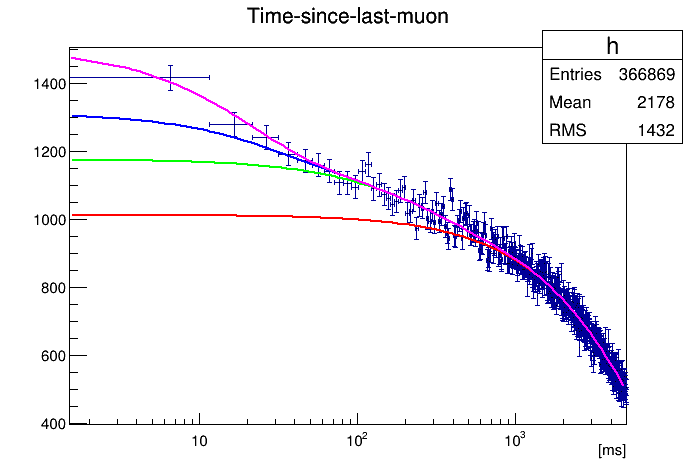 Time-since-last-muon
h
Entries 366869
Mean 2178
RMS 1432
1400
1200
1000
800
600
400
10
10²
10³
[ms]